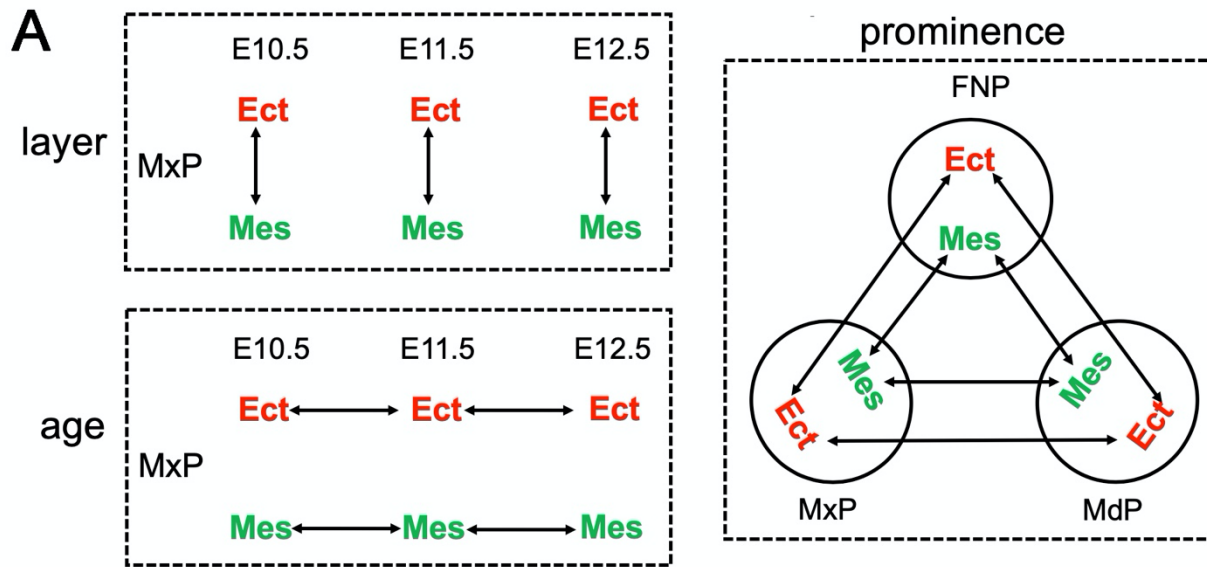 A
layer
E10.5 E11.5 E12.5
Ect Ect Ect
MxP
Mes Mes Mes
age
E10.5 E11.5 E12.5
Ect Ect Ect
MxP
Mes Mes Mes
prominence
FNP
Ect
Mes
Mes Mes
Ect Ect
MxP MdP